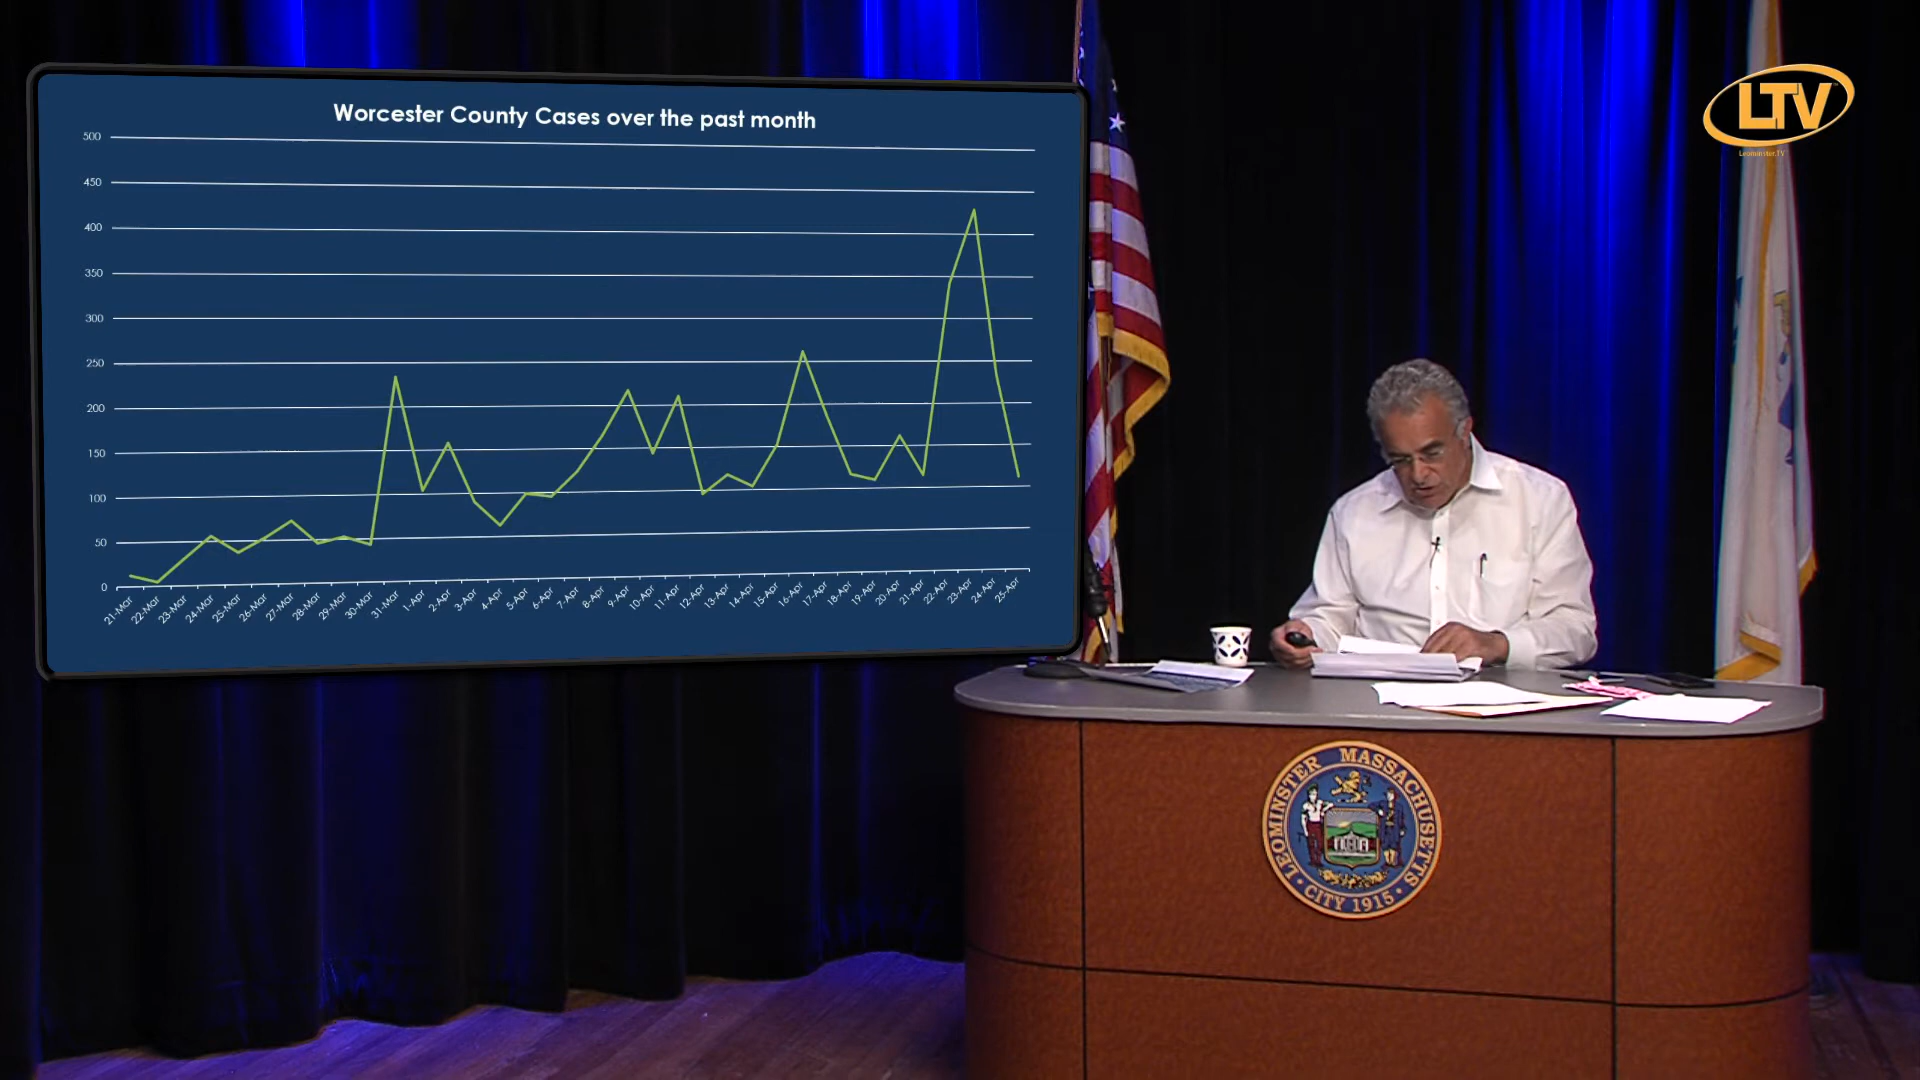 Worcester County Cases over the past month
500
450
400
350
300
250
200
150
100
50
0
21-Mar 22-Mar 23-Mar 24-Mar 25-Mar 26-Mar 27-Mar 28-Mar 29-Mar 30-Mar 31-Mar 1-Apr 2-Apr 3-Apr 4-Apr 5-Apr 6-Apr 7-Apr 8-Apr 9-Apr 10-Apr 11-Apr 12-Apr 13-Apr 14-Apr 15-Apr 16-Apr 17-Apr 18-Apr 19-Apr 20-Apr 21-Apr 22-Apr 23-Apr 24-Apr 25-Apr
LTV
Leominster.TV
LEOMINSTER MASSACHUSETTS
• CITY 1915 •